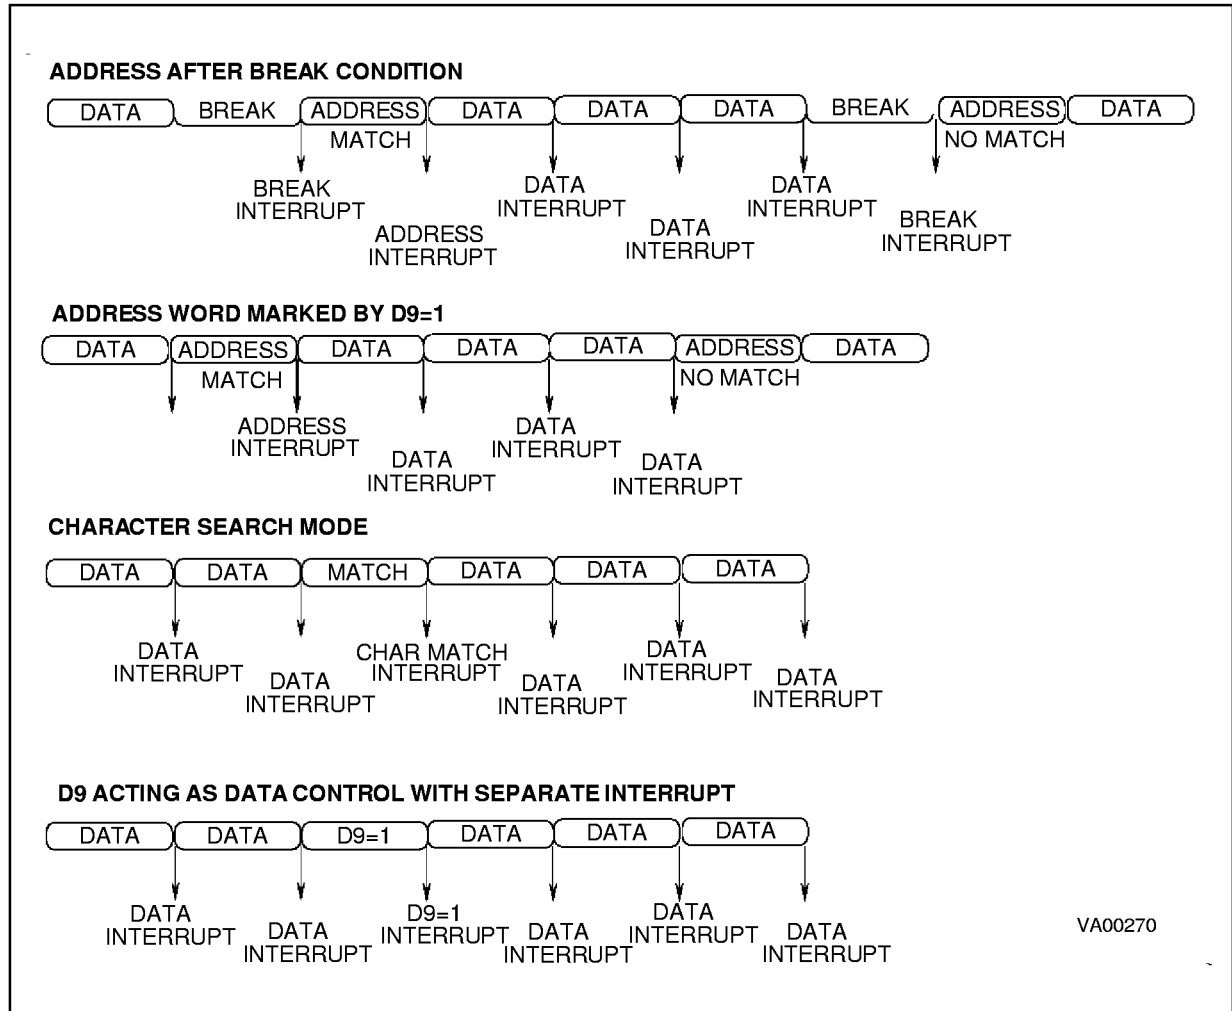 ADDRESS AFTER BREAK CONDITION
DATA BREAK ADDRESS DATA DATA DATA BREAK ADDRESS DATA
MATCH NO MATCH
BREAK
INTERRUPT
ADDRESS
INTERRUPT
DATA
INTERRUPT
DATA
INTERRUPT
DATA
INTERRUPT
BREAK
INTERRUPT
ADDRESS WORD MARKED BY D9=1
DATA ADDRESS DATA DATA DATA ADDRESS DATA
MATCH NO MATCH
ADDRESS
INTERRUPT
DATA
INTERRUPT
DATA
INTERRUPT
DATA
INTERRUPT
CHARACTER SEARCH MODE
DATA DATA MATCH DATA DATA DATA
DATA
INTERRUPT
DATA
INTERRUPT
CHAR MATCH
INTERRUPT
DATA
INTERRUPT
DATA
INTERRUPT
DATA
INTERRUPT
D9 ACTING AS DATA CONTROL WITH SEPARATE INTERRUPT
DATA DATA D9=1 DATA DATA DATA
DATA
INTERRUPT
DATA
INTERRUPT
D9=1
INTERRUPT
DATA
INTERRUPT
DATA
INTERRUPT
DATA
INTERRUPT
VA00270